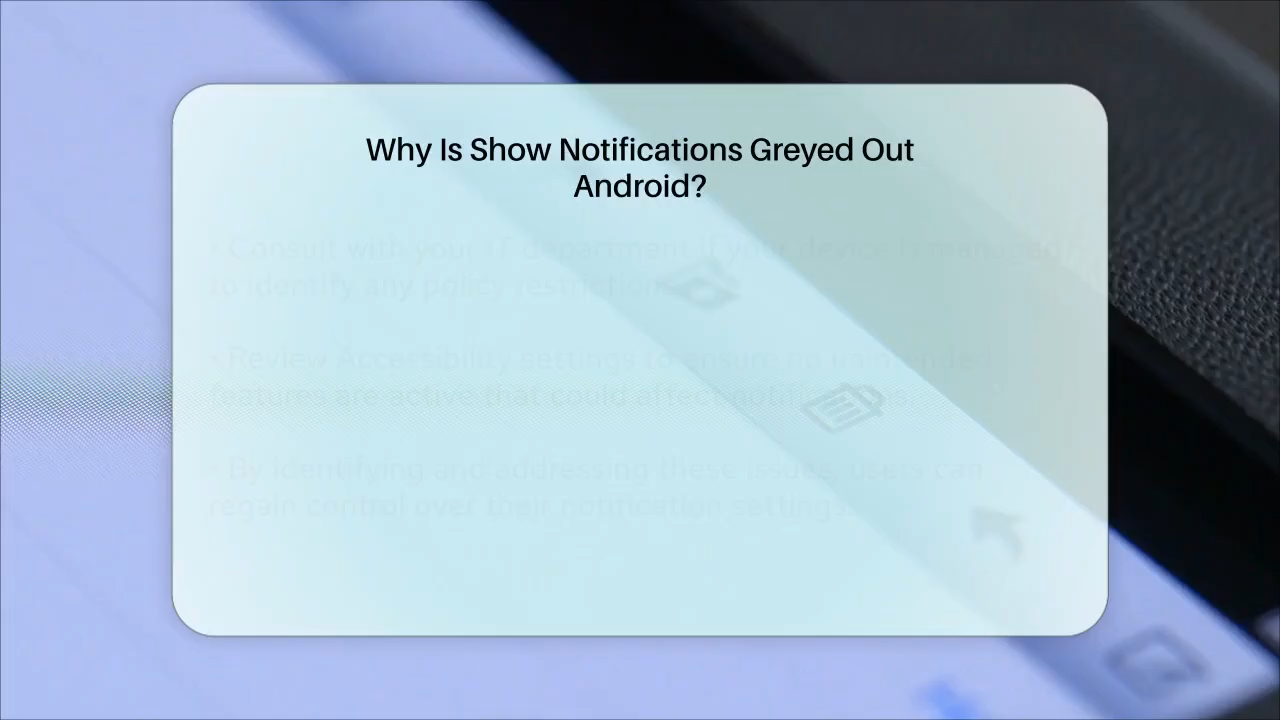 Why Is Show Notifications Greyed Out
Android?
• Consult with your IT department if your device is managed
to identify any policy restrictions.
• Review Accessibility settings to ensure no unintended
features are active that could affect notifications.
• By identifying and addressing these issues, users can
regain control over their notification settings.